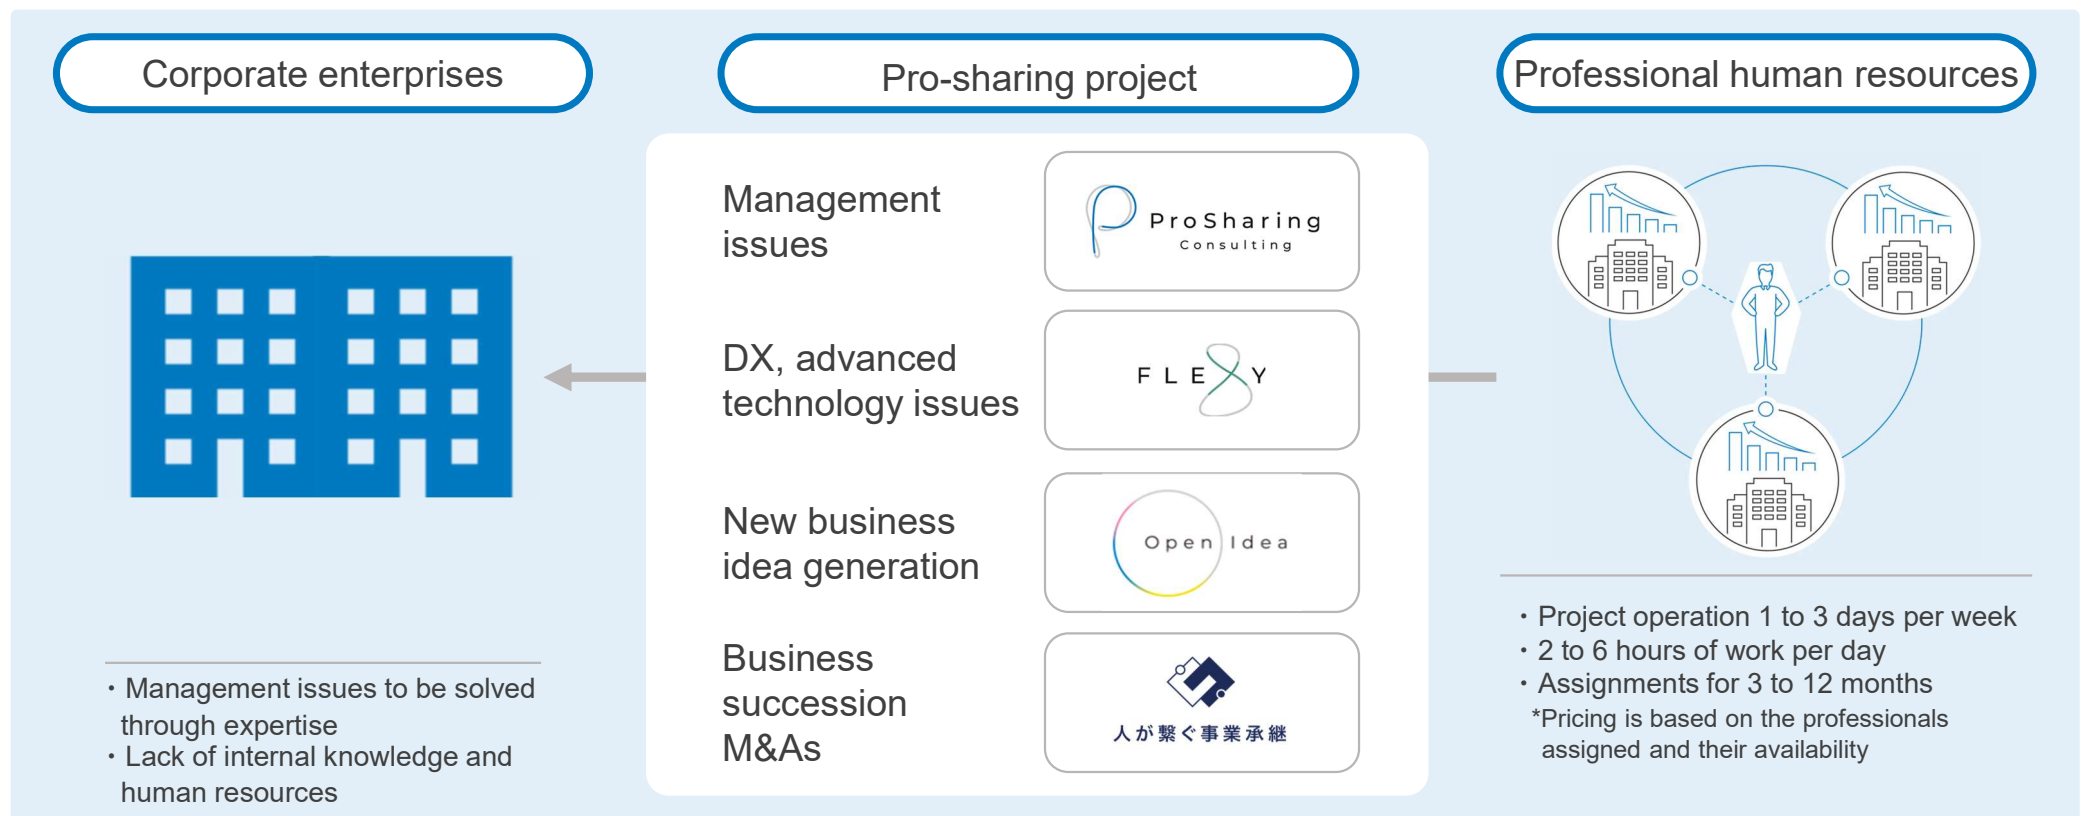 Corporate enterprises
Pro-sharing project
Professional human resources
Management
issues
ProSharing
Consulting
DX, advanced
technology issues
FLEXY
New business
idea generation
Open Idea
Business
succession
M&As
人が繋ぐ事業承継
・Management issues to be solved
through expertise
・Lack of internal knowledge and
human resources
・Project operation 1 to 3 days per week
・2 to 6 hours of work per day
・Assignments for 3 to 12 months
*Pricing is based on the professionals
assigned and their availability